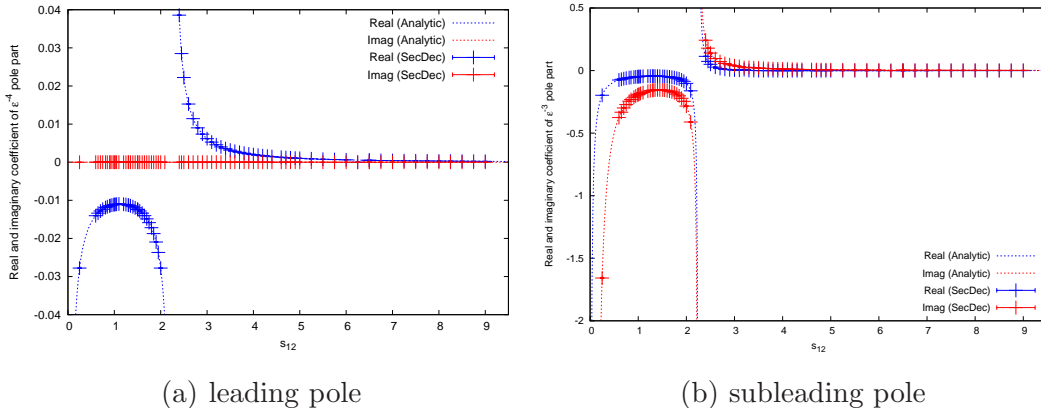 Real and imaginary coefficient of ε-4 pole part
0.04
0.03
0.02
0.01
0
-0.01
-0.02
-0.03
-0.04
0 1 2 3 4 5 6 7 8 9
s12
Real (Analytic)
Imag (Analytic)
Real (SecDec)
Imag (SecDec)
(a) leading pole
Real and imaginary coefficient of ε-3 pole part
0.5
0
-0.5
-1
-1.5
-2
0 1 2 3 4 5 6 7 8 9
s12
Real (Analytic)
Imag (Analytic)
Real (SecDec)
Imag (SecDec)
(b) subleading pole